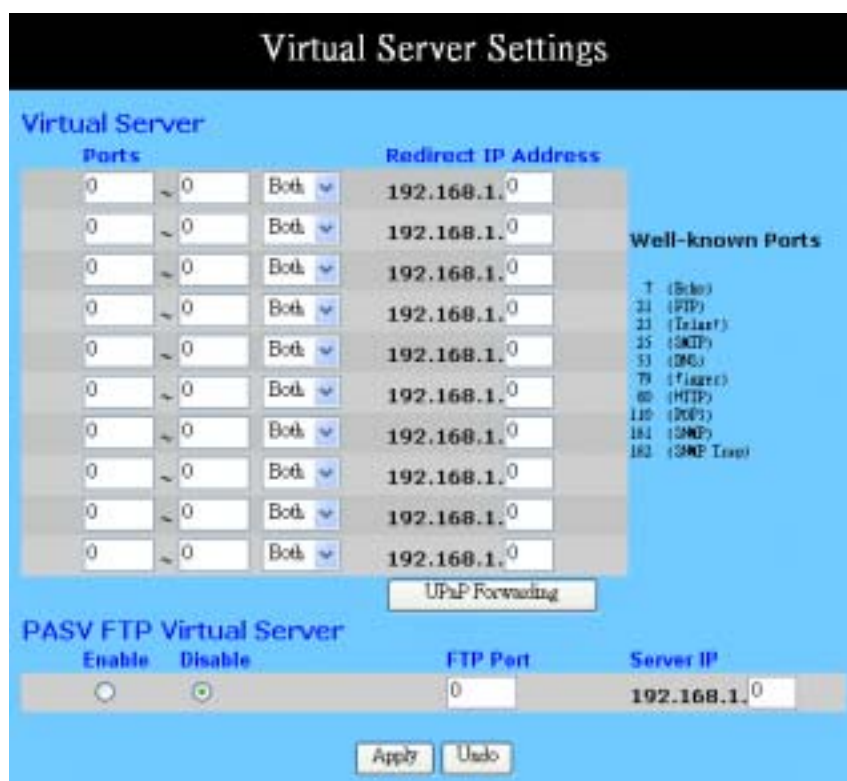 Virtual Server Settings
Virtual Server
Ports Redirect IP Address
0 ~ 0 Both 192.168.1. 0
0 ~ 0 Both 192.168.1. 0
0 ~ 0 Both 192.168.1. 0
0 ~ 0 Both 192.168.1. 0
0 ~ 0 Both 192.168.1. 0
0 ~ 0 Both 192.168.1. 0
0 ~ 0 Both 192.168.1. 0
0 ~ 0 Both 192.168.1. 0
0 ~ 0 Both 192.168.1. 0
0 ~ 0 Both 192.168.1. 0
Well-known Ports
7 (Echo)
21 (FTP)
23 (Telnet)
25 (SMTP)
53 (DNS)
79 (finger)
80 (HTTP)
110 (POP3)
161 (SNMP)
162 (SNMP Trap)
UPnP Forwarding
PASV FTP Virtual Server
Enable Disable FTP Port Server IP
0 192.168.1. 0
Apply Undo